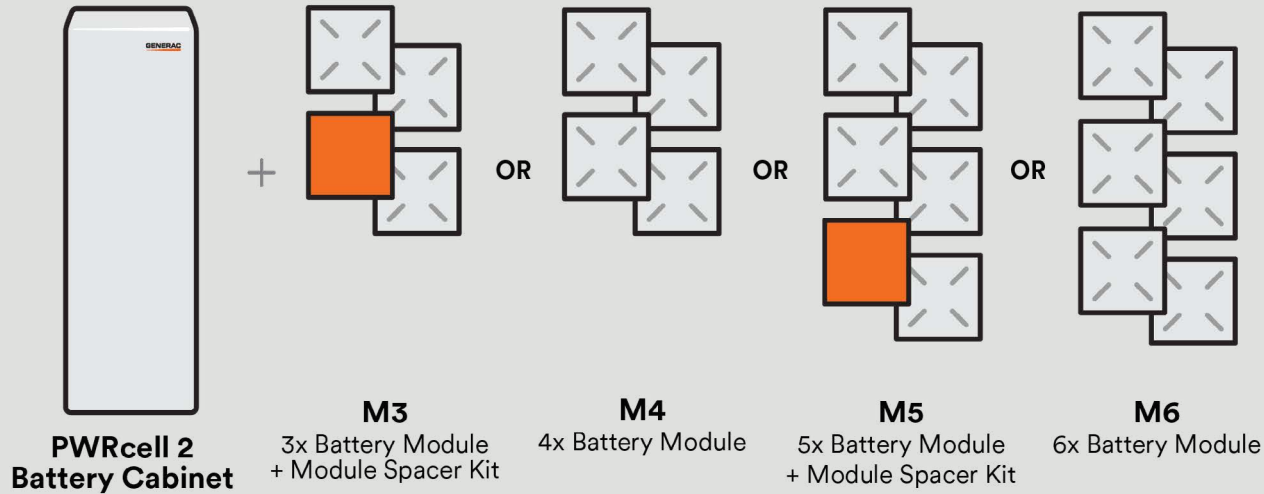 GENERAC
+
OR
OR
OR
PWRcell 2
Battery Cabinet
M3
3x Battery Module
+ Module Spacer Kit
M4
4x Battery Module
M5
5x Battery Module
+ Module Spacer Kit
M6
6x Battery Module